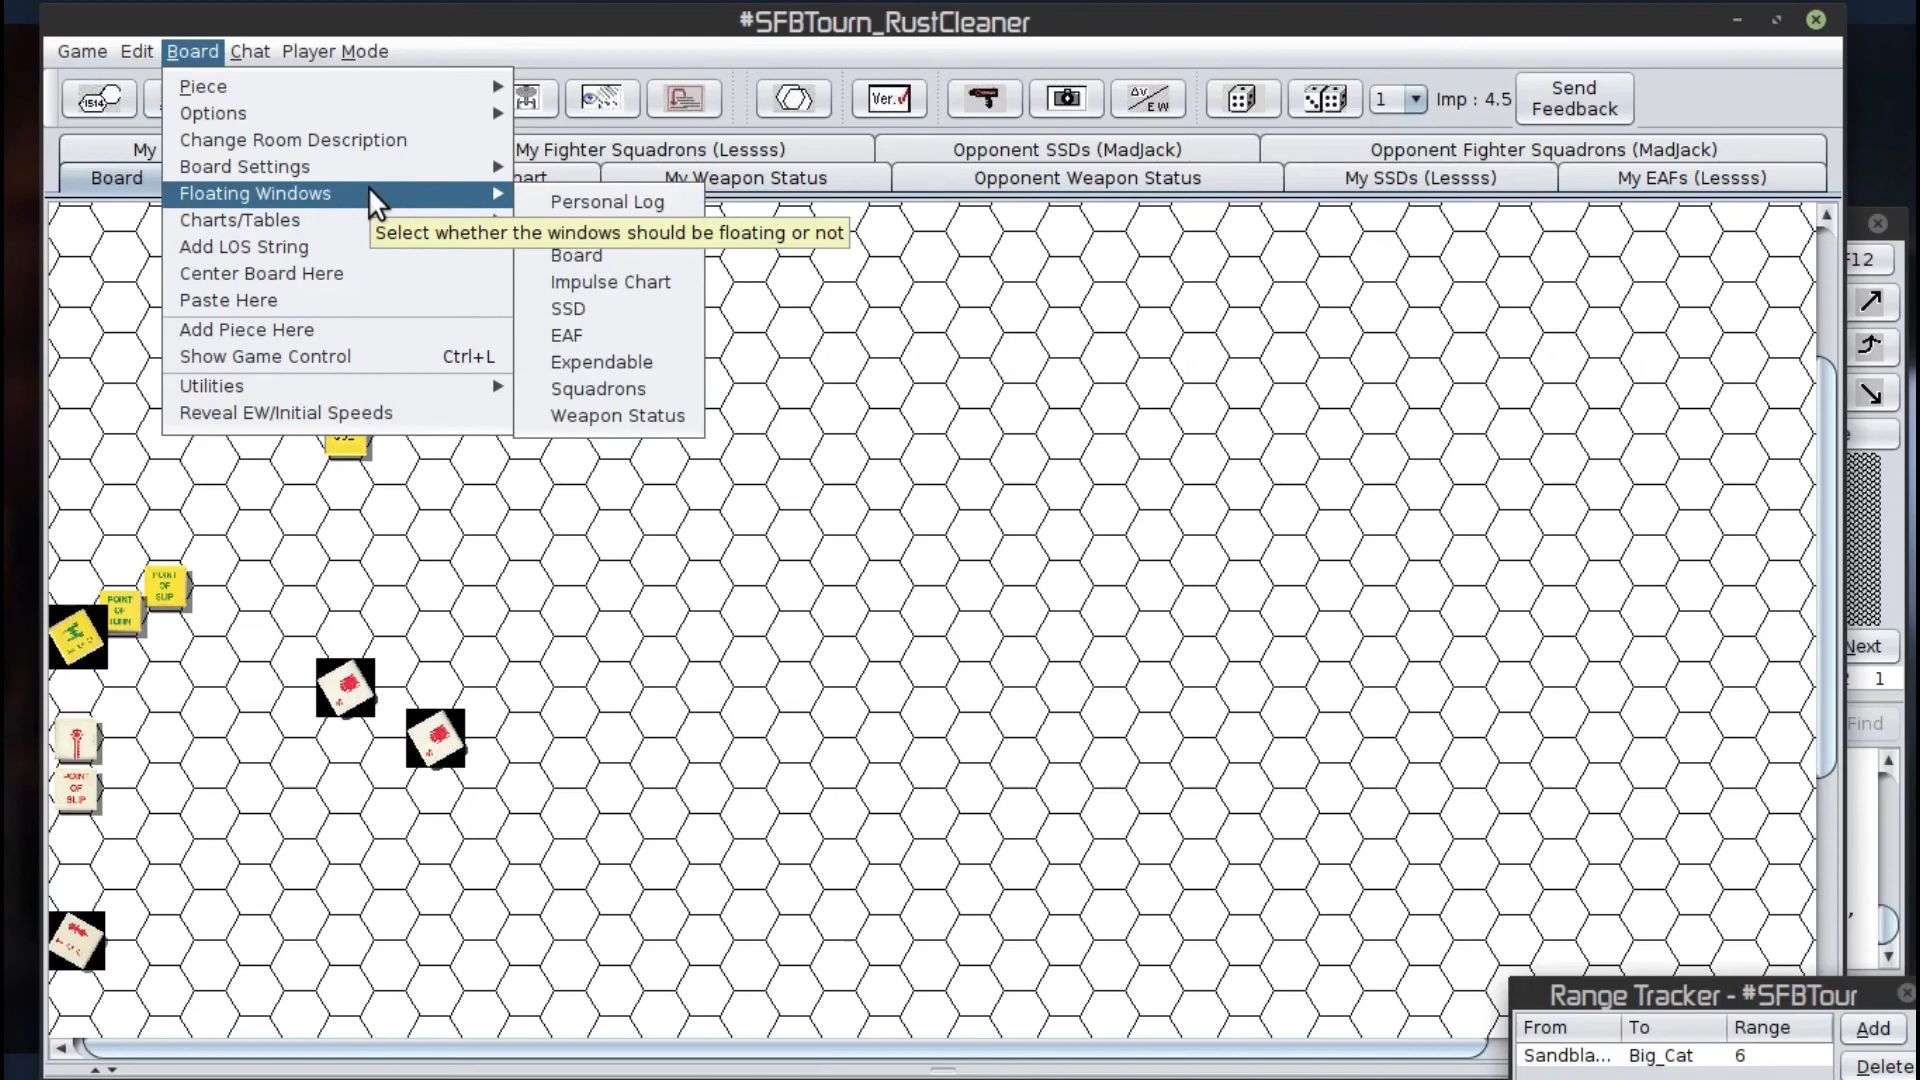 #SFBTourn_RustCleaner
Game Edit Board Chat Player Mode
1514
Ver.
ΔV/EW
1
Imp : 4.5
Send Feedback
My
My Fighter Squadrons (Lessss)
Opponent SSDs (MadJack)
Opponent Fighter Squadrons (MadJack)
Board
hart
My Weapon Status
Opponent Weapon Status
My SSDs (Lessss)
My EAFs (Lessss)
Piece
Options
Change Room Description
Board Settings
Floating Windows
Charts/Tables
Add LOS String
Center Board Here
Paste Here
Add Piece Here
Show Game Control Ctrl+L
Utilities
Reveal EW/Initial Speeds
Personal Log
Select whether the windows should be floating or not
Board
Impulse Chart
SSD
EAF
Expendable
Squadrons
Weapon Status
F12
Next
1
Find
POINT
OF
SLIP
POINT
OF
TURN
POINT
OF
SLIP
Range Tracker - #SFBTour
From To Range
Add
Sandbla... Big_Cat 6
Delete